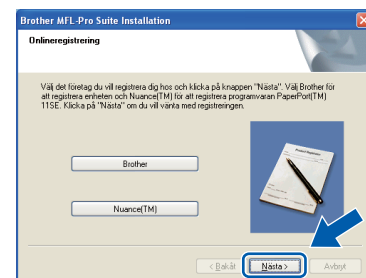 Brother MFL-Pro Suite Installation
Onlineregistrering
Välj det företag du vill registrera dig hos och klicka på knappen "Nästa". Välj Brother för
att registrera enheten och Nuance(TM) för att registrera programvaran PaperPort(TM)
11SE. Klicka på "Nästa" om du vill vänta med registreringen.
Brother
Nuance(TM)
< Bakåt
Nästa >
Avbryt